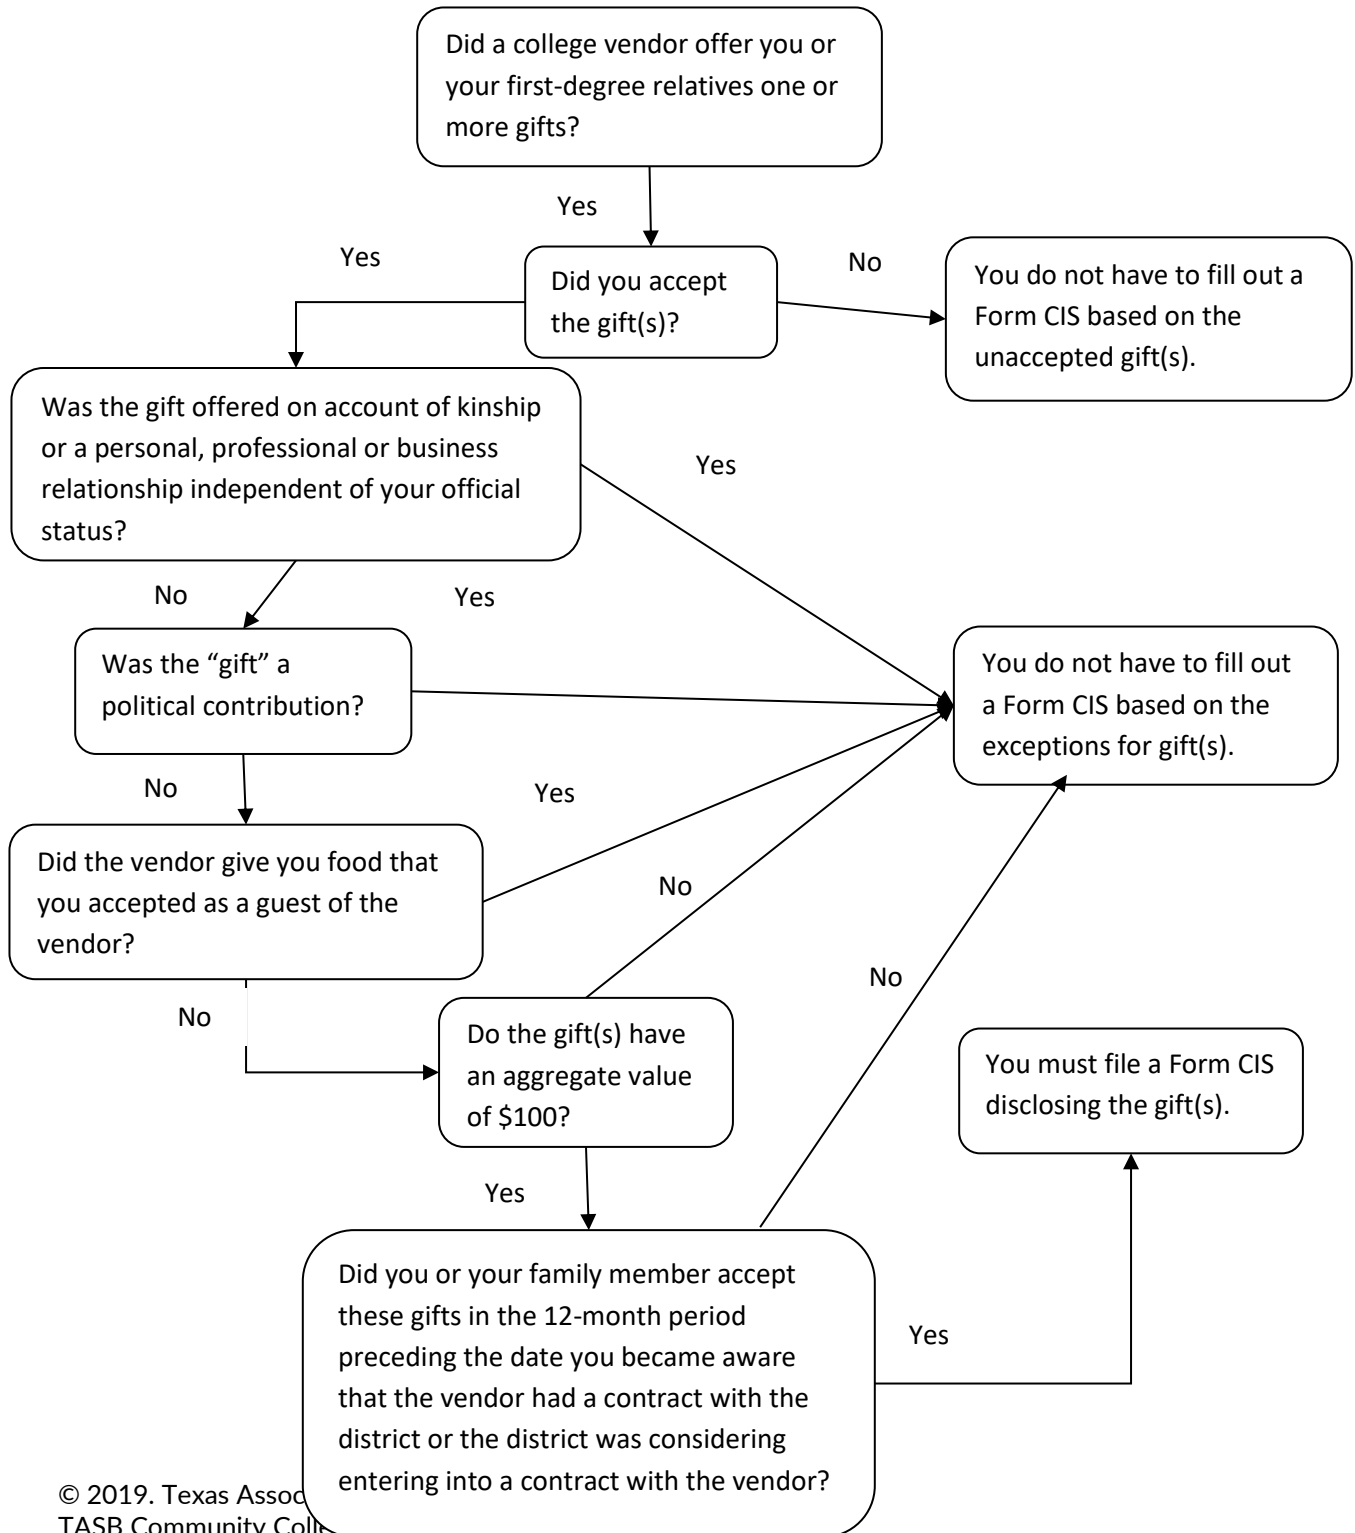 Did a college vendor offer you or
your first-degree relatives one or
more gifts?
Yes
Yes
Did you accept
the gift(s)?
No
You do not have to fill out a
Form CIS based on the
unaccepted gift(s).
Was the gift offered on account of kinship
or a personal, professional or business
relationship independent of your official
status?
Yes
No
Yes
Was the “gift” a
political contribution?
You do not have to fill out
a Form CIS based on the
exceptions for gift(s).
No
Yes
Did the vendor give you food that
you accepted as a guest of the
vendor?
No
No
No
Do the gift(s) have
an aggregate value
of $100?
You must file a Form CIS
disclosing the gift(s).
Yes
Did you or your family member accept
these gifts in the 12-month period
preceding the date you became aware
that the vendor had a contract with the
district or the district was considering
entering into a contract with the vendor?
Yes
© 2019. Texas Assoc
TASB Community Colle